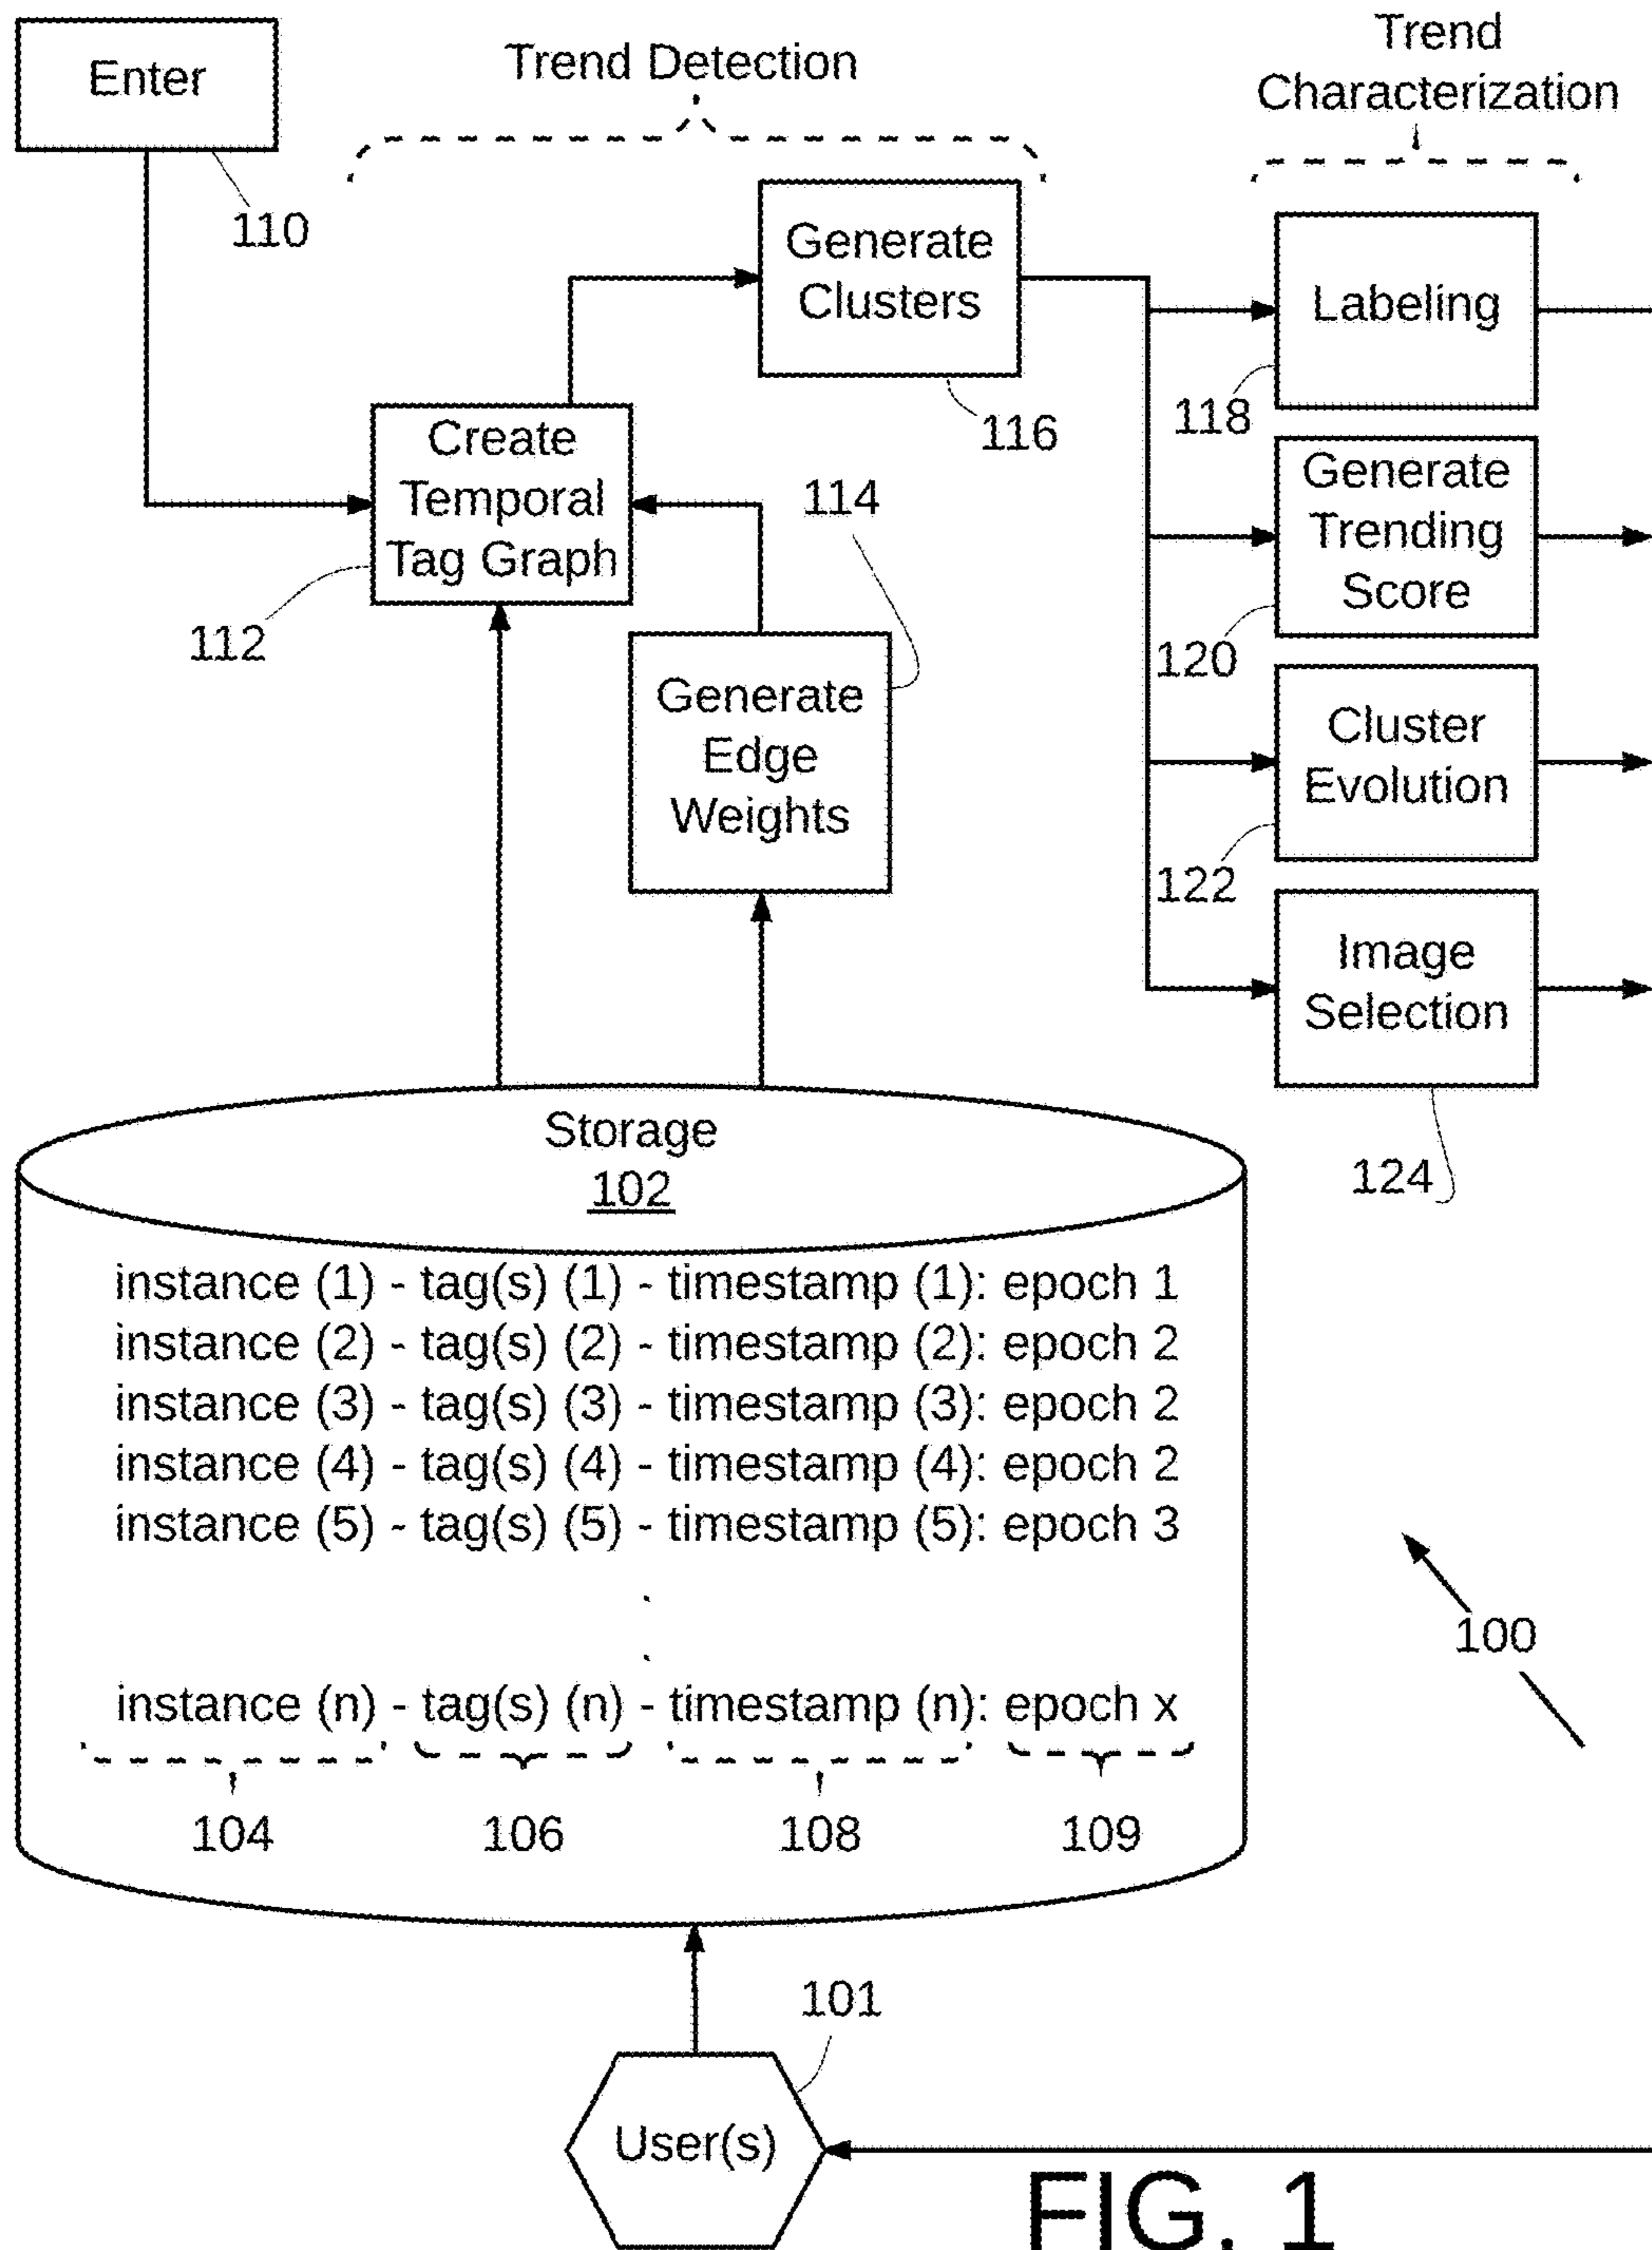 Enter
110
Trend Detection
Trend
Characterization
Generate
Clusters
116
Labeling
118
Create
Temporal
Tag Graph
112
114
Generate
Edge
Weights
Generate
Trending
Score
120
Cluster
Evolution
122
Image
Selection
124
Storage
102
instance (1) - tag(s) (1) - timestamp (1): epoch 1
instance (2) - tag(s) (2) - timestamp (2): epoch 2
instance (3) - tag(s) (3) - timestamp (3): epoch 2
instance (4) - tag(s) (4) - timestamp (4): epoch 2
instance (5) - tag(s) (5) - timestamp (5): epoch 3
.
.
instance (n) - tag(s) (n) - timestamp (n): epoch x
104 106 108 109
100
101
User(s)
FIG. 1